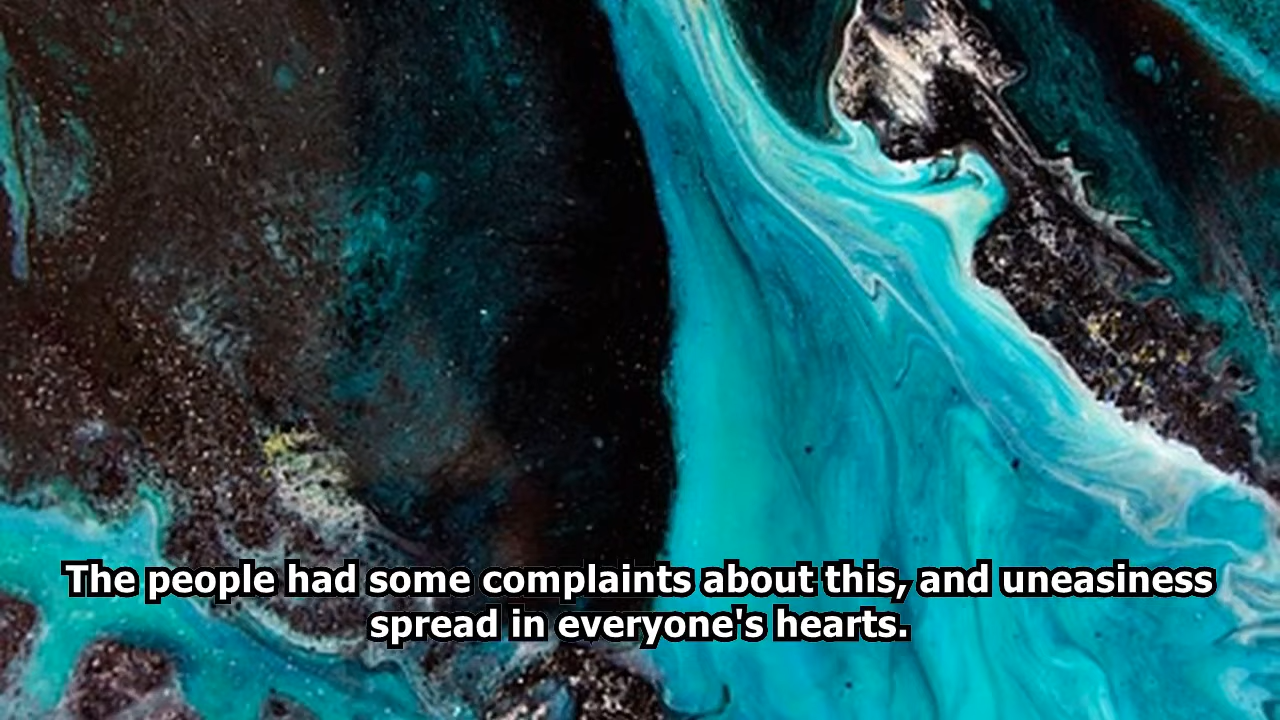 The people had some complaints about this, and uneasiness
spread in everyone's hearts.